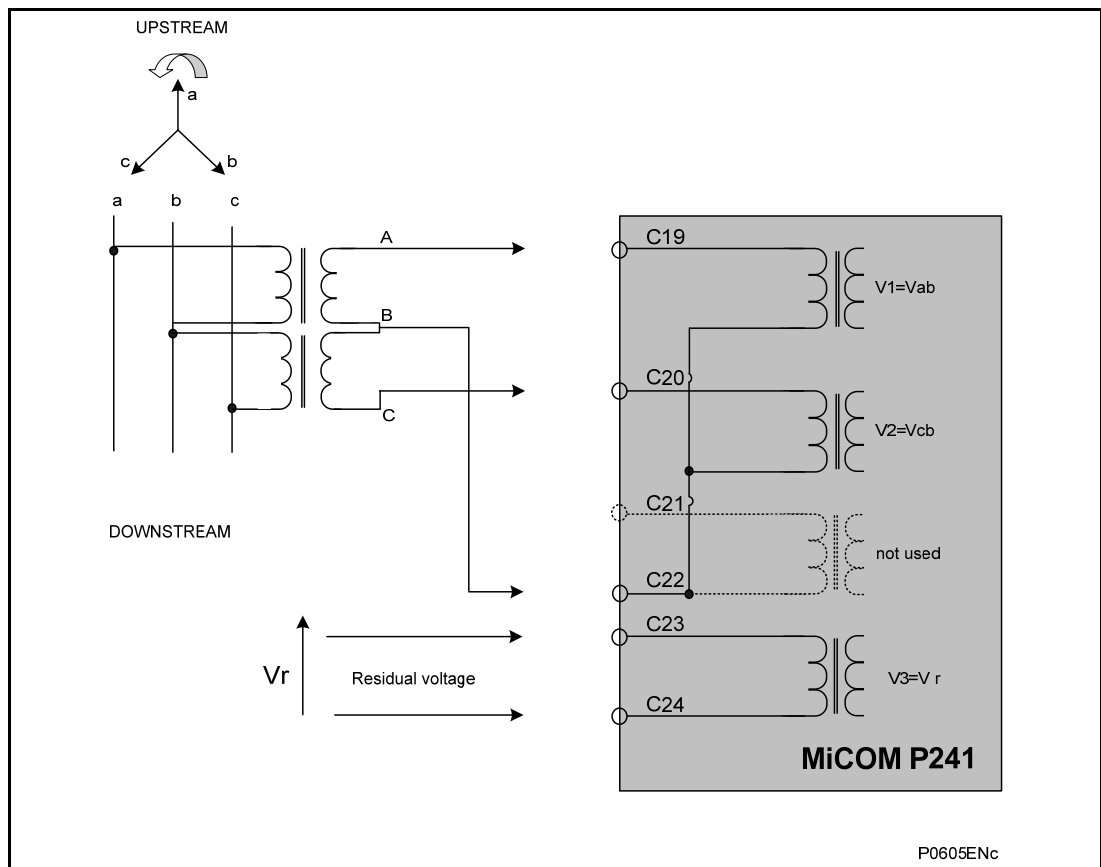 UPSTREAM
a
c
b
a b c
A
B
C
C19
V1=Vab
C20
V2=Vcb
C21
not used
C22
DOWNSTREAM
C23
Vr
Residual voltage
V3=V r
C24
MiCOM P241
P0605ENc